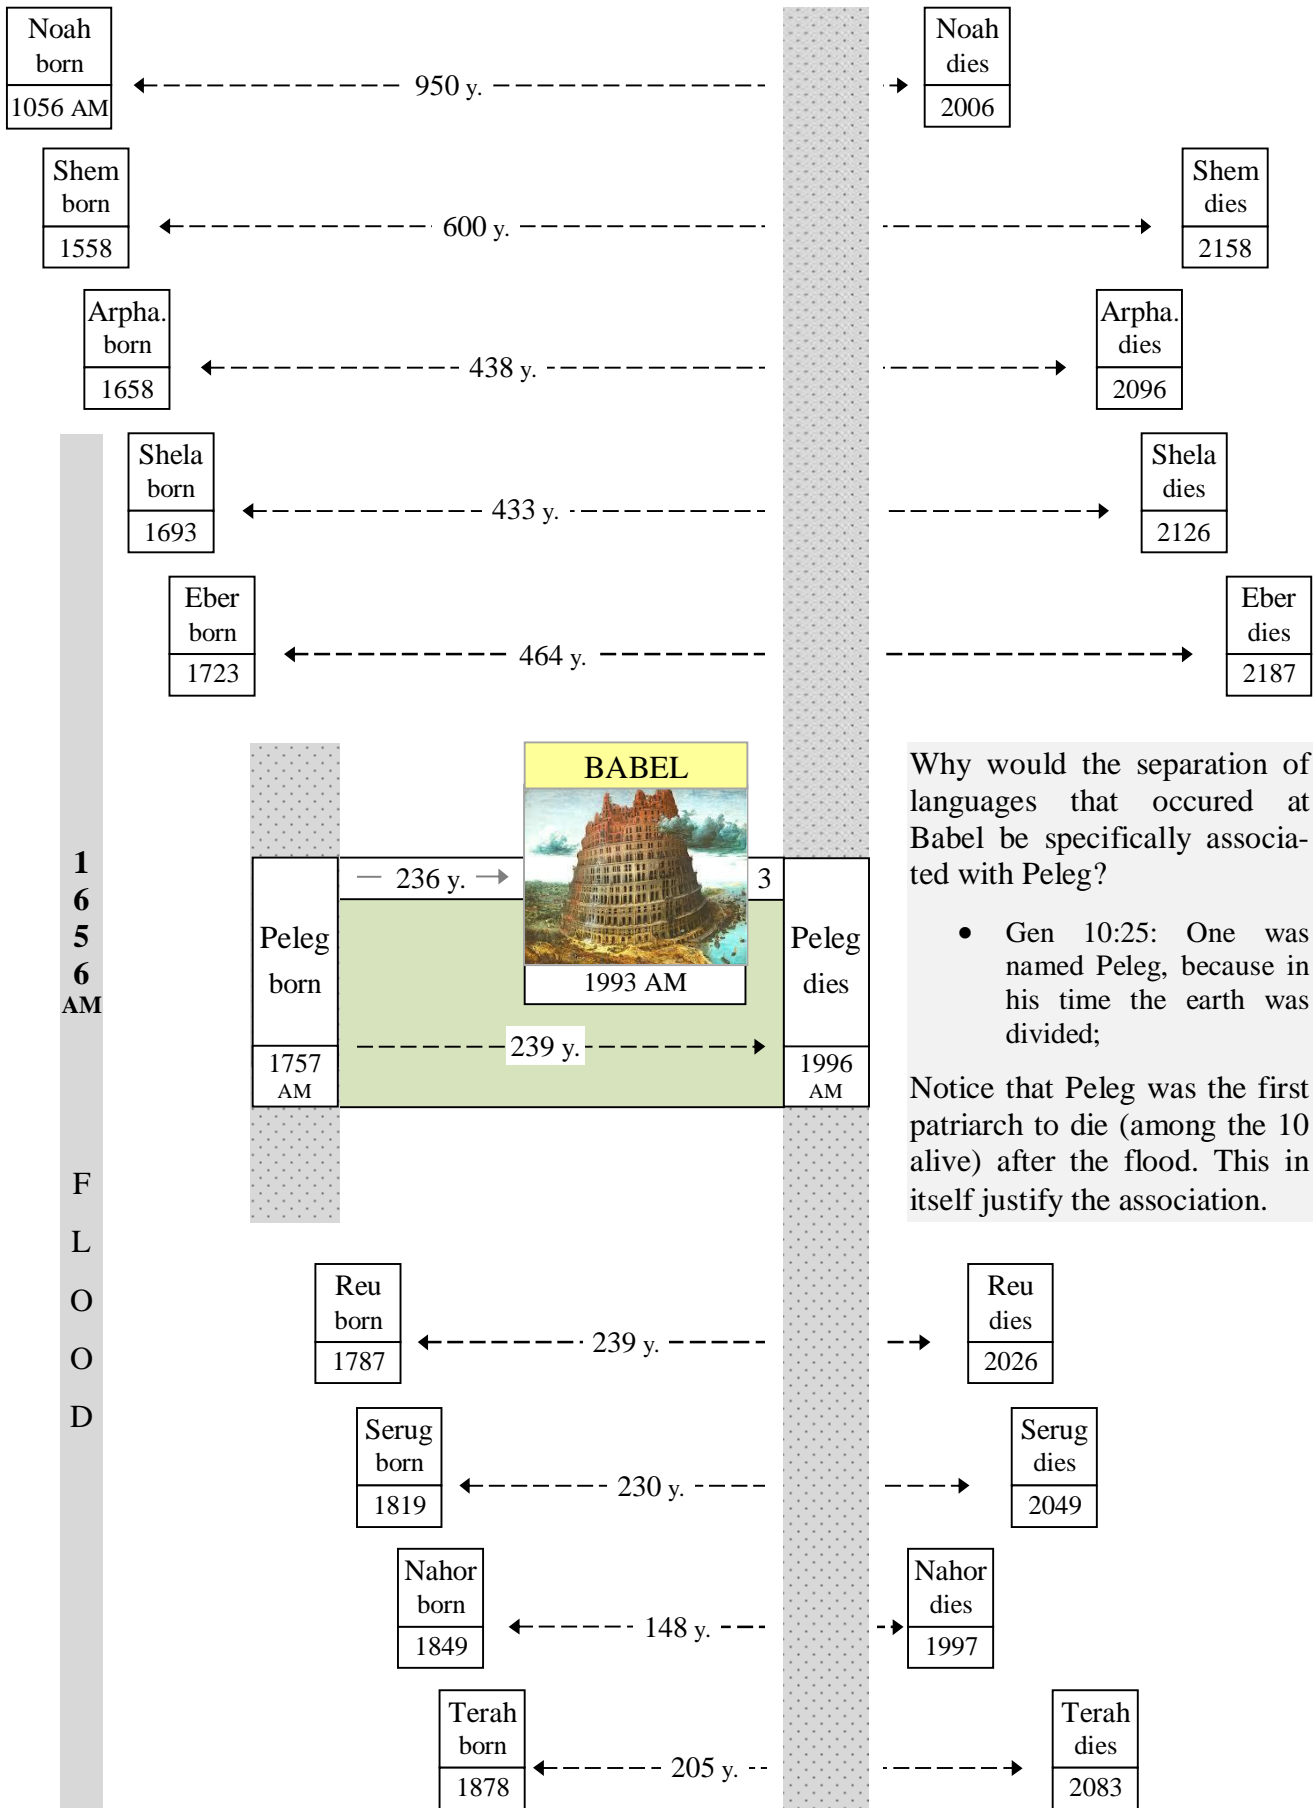 Noah
born
1056 AM
950 y.
Noah
dies
2006
Shem
born
1558
600 y.
Shem
dies
2158
Arpha.
born
1658
438 y.
Arpha.
dies
2096
Shela
born
1693
433 y.
Shela
dies
2126
Eber
born
1723
464 y.
Eber
dies
2187
1
6
5
6
AM
F
L
O
O
D
Peleg
born
1757
AM
236 y.
BABEL
1993 AM
3
239 y.
Peleg
dies
1996
AM
Why would the separation of
languages that occured at
Babel be specifically associa-
ted with Peleg?
• Gen 10:25: One was
named Peleg, because in
his time the earth was
divided;
Notice that Peleg was the first
patriarch to die (among the 10
alive) after the flood. This in
itself justify the association.
Reu
born
1787
239 y.
Reu
dies
2026
Serug
born
1819
230 y.
Serug
dies
2049
Nahor
born
1849
148 y.
Nahor
dies
1997
Terah
born
1878
205 y.
Terah
dies
2083